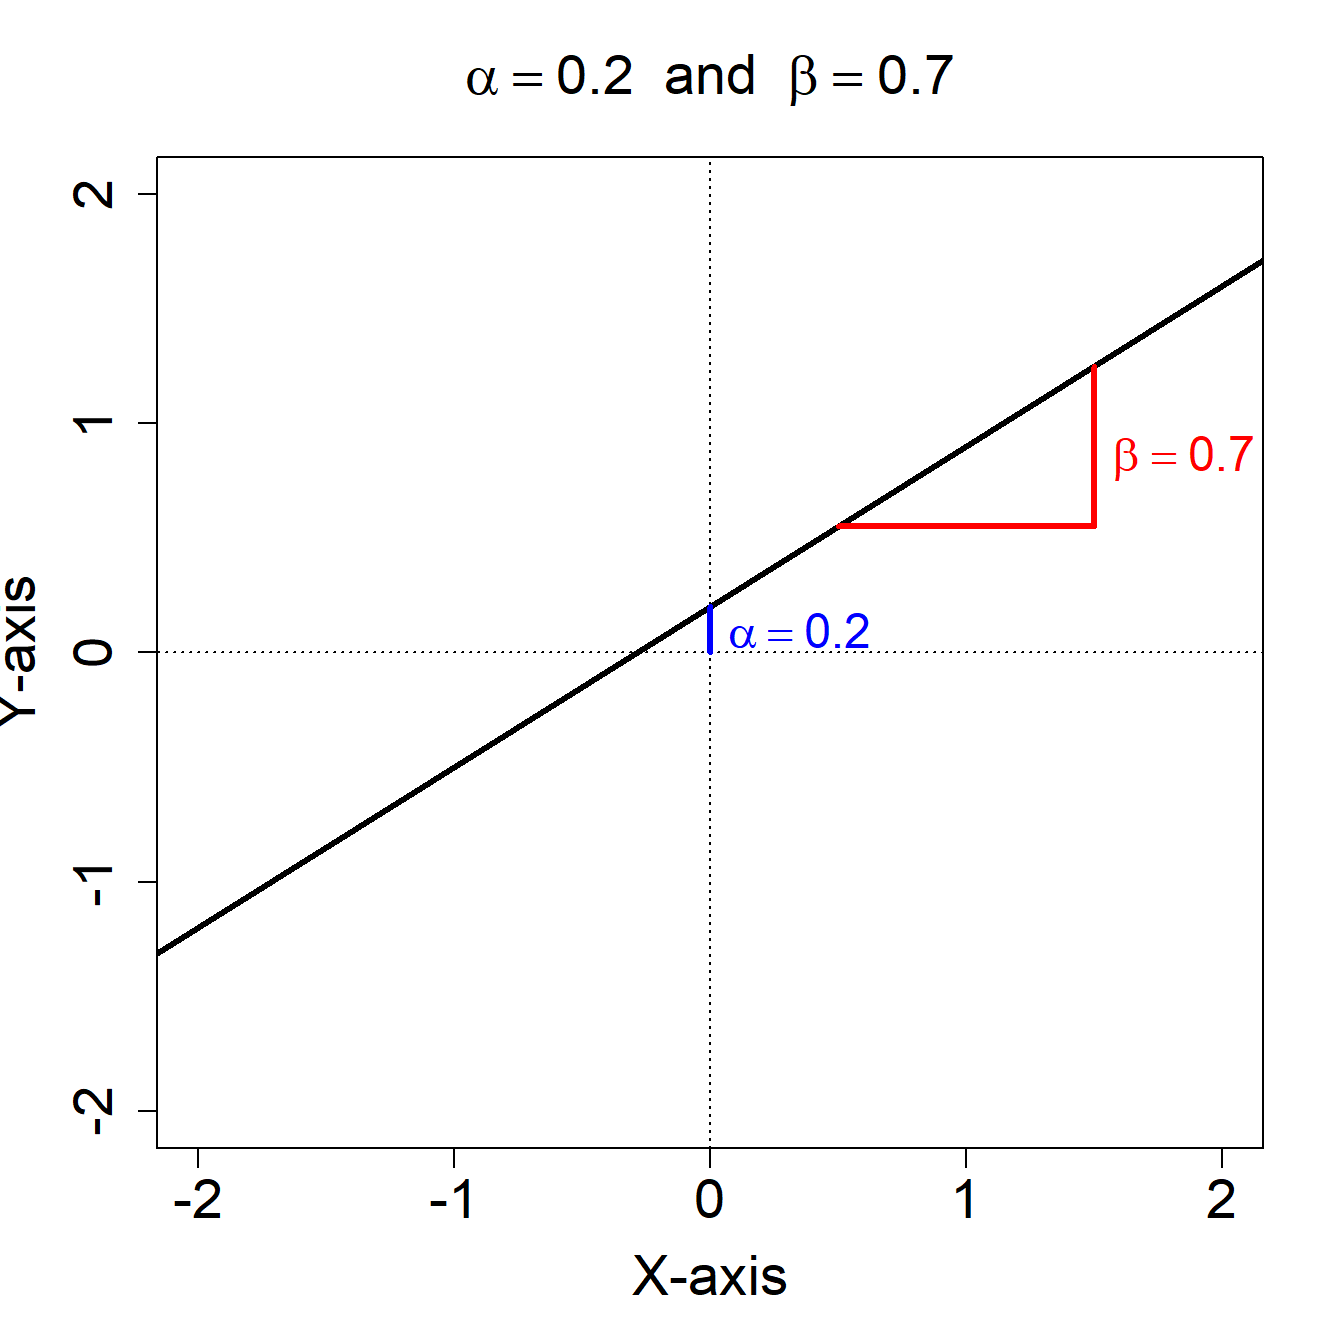 α = 0.2 and β = 0.7
2
1
0
-1
-2
Y-axis
β = 0.7
α = 0.2
-2 -1 0 1 2
X-axis